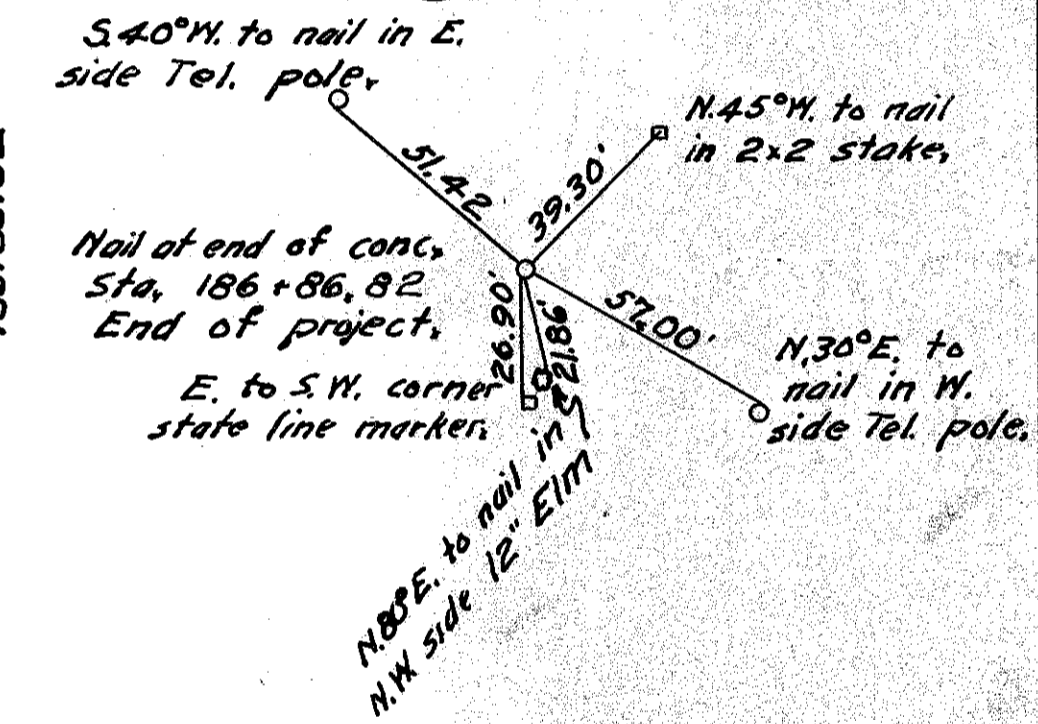 S.40°W. to nail in E.
side Tel. pole.
N.45°W. to nail
in 2x2 stake.
51.42
39.30'
Nail at end of conc.
Sta. 186+86.82
End of project.
26.90'
21.86'
57.00'
E. to S.W. corner
state line marker.
N.30°E. to
nail in W.
side Tel. pole.
N.80°E. to nail in
N.W. side 12" Elm